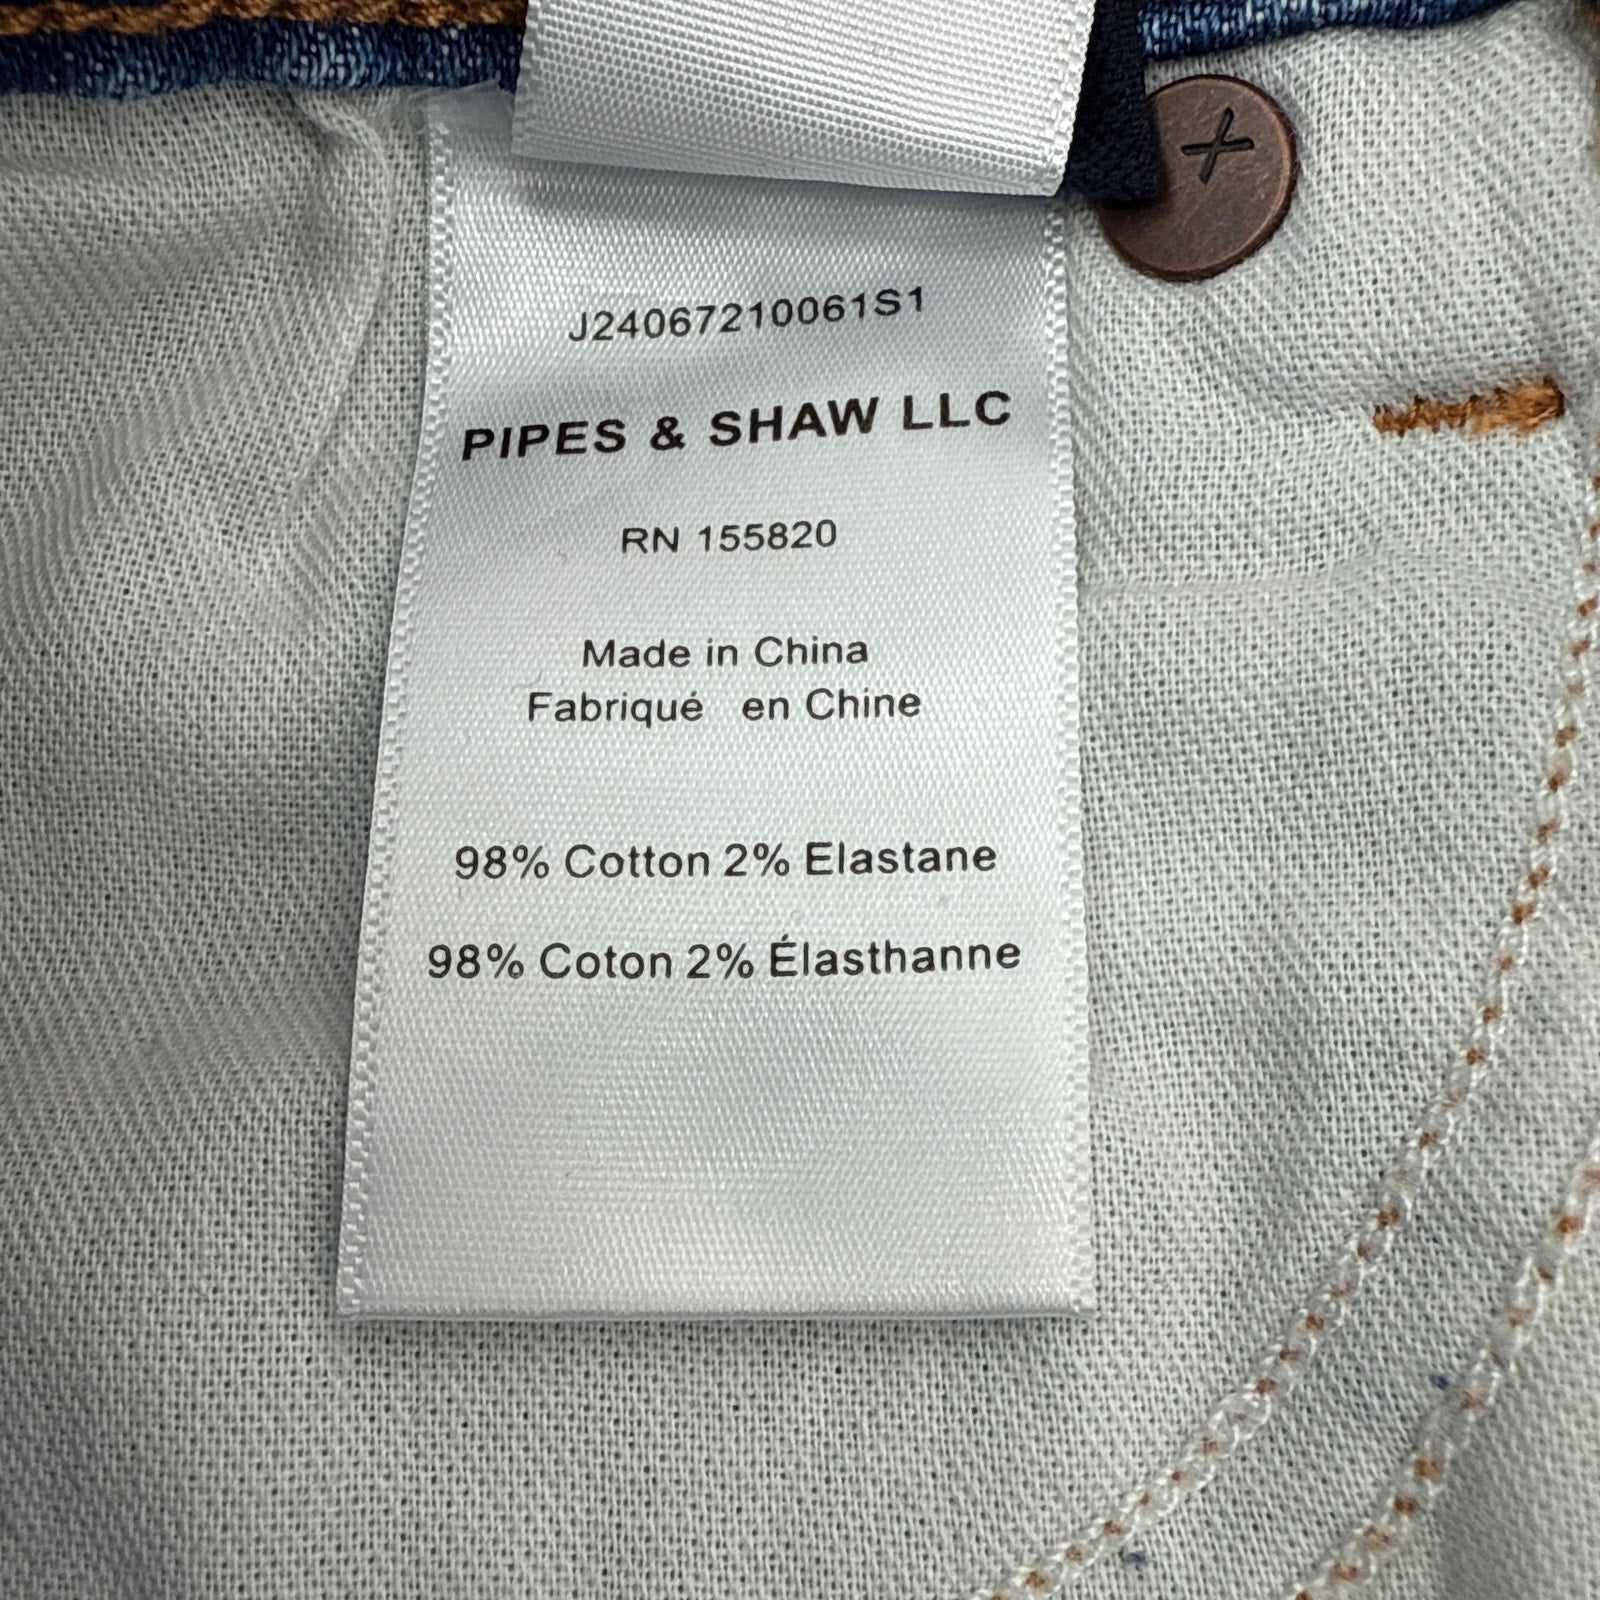 J24067210061S1
PIPES & SHAW LLC
RN 155820
Made in China
Fabriqué en Chine
98% Cotton 2% Elastane
98% Coton 2% Élasthanne